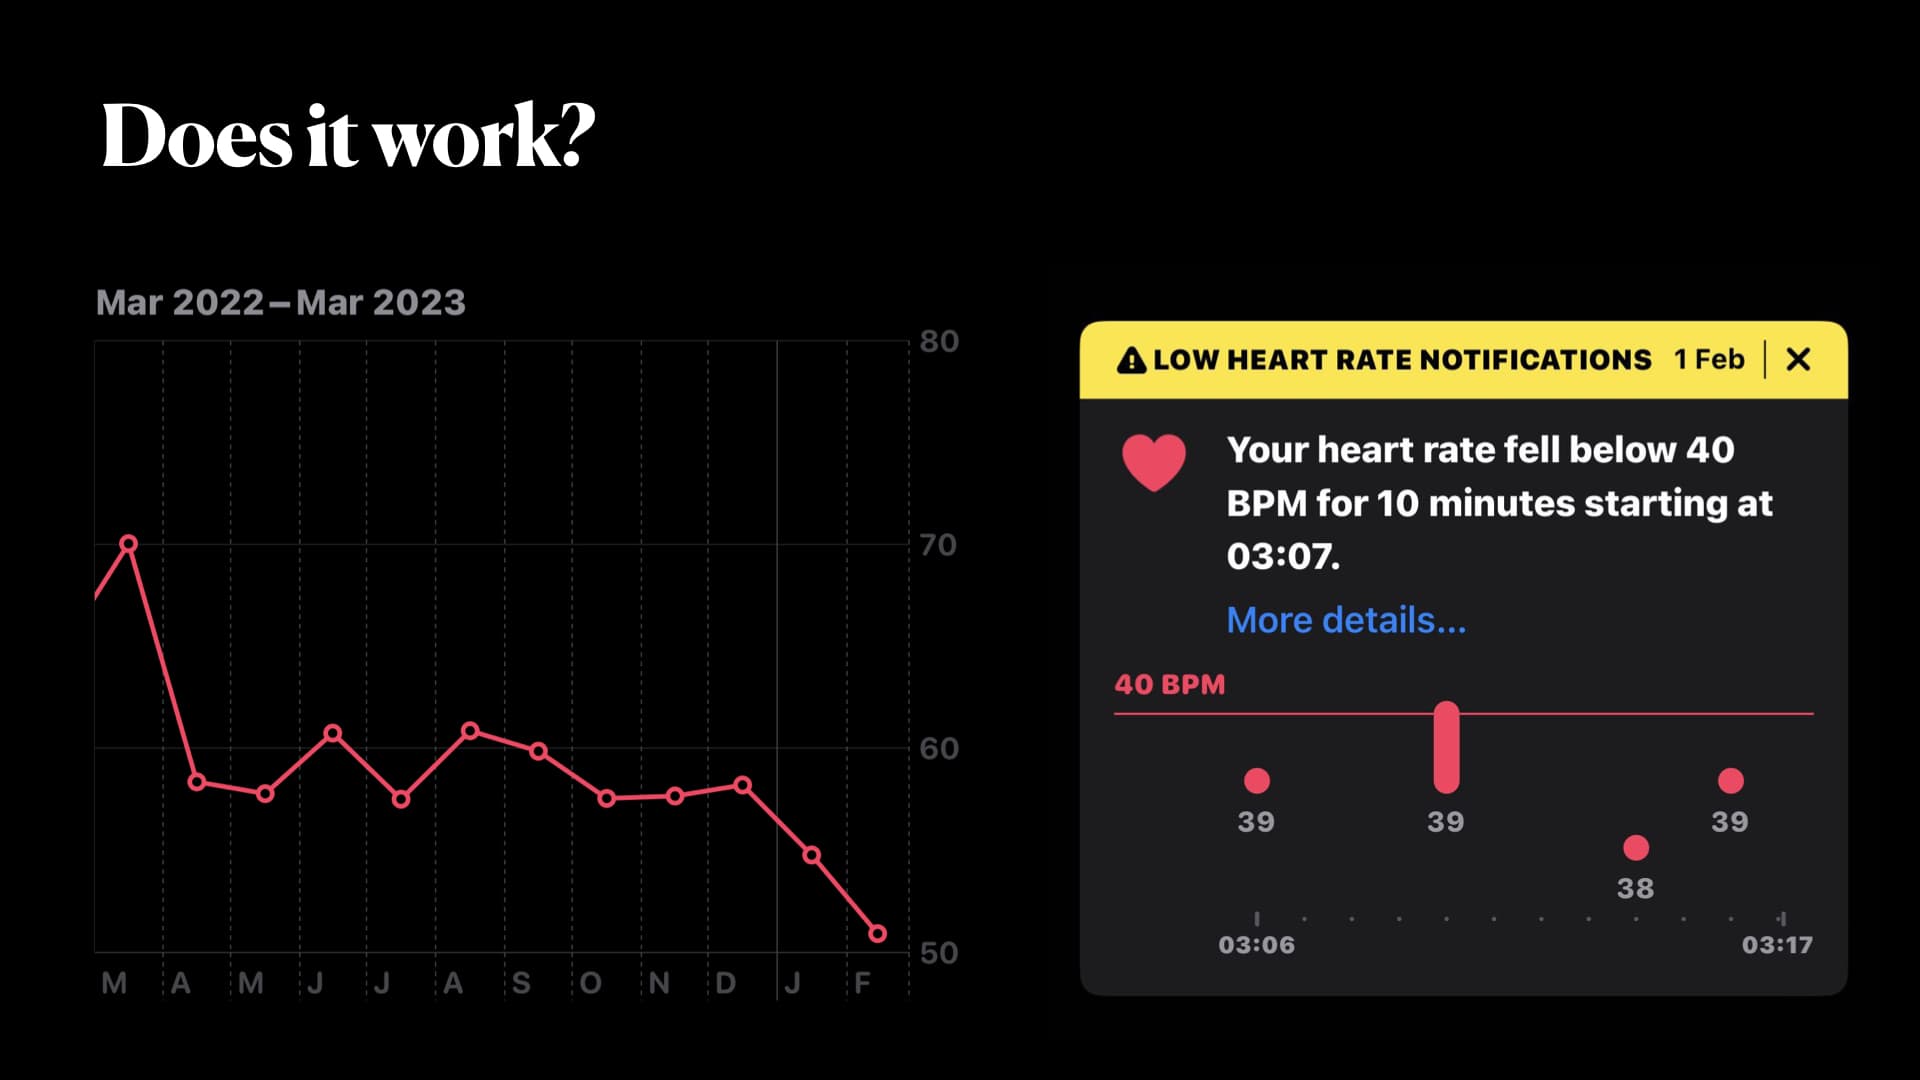 Does it work?
Mar 2022–Mar 2023
80
70
60
50
M A M J J A S O N D J F
LOW HEART RATE NOTIFICATIONS 1 Feb
Your heart rate fell below 40
BPM for 10 minutes starting at
03:07.
More details...
40 BPM
39 39 39
38
03:06 03:17